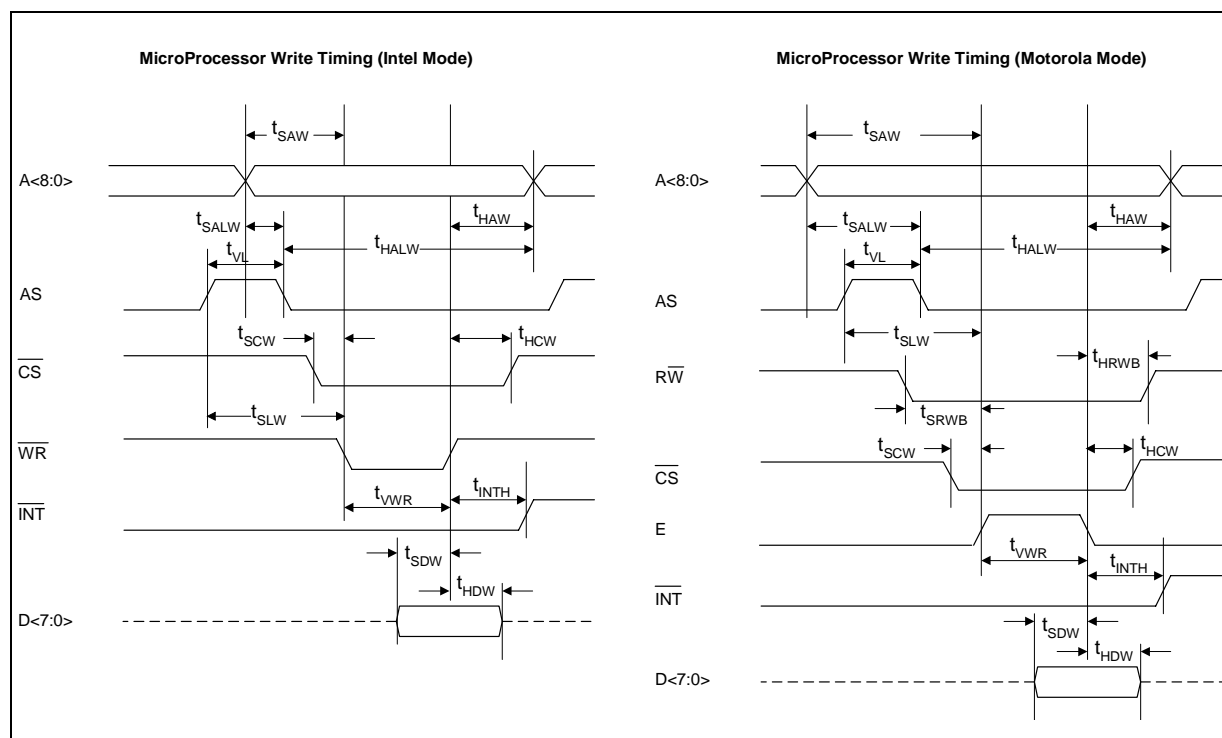 MicroProcessor Write Timing (Intel Mode)
tSAW
A<8:0>
tSALW
tHAW
tVL
tHALW
AS
tSCW
tHCW
CS
tSLW
WR
tVWR
tINTH
INT
tSDW
tHDW
D<7:0>
MicroProcessor Write Timing (Motorola Mode)
tSAW
A<8:0>
tSALW
tHAW
tVL
tHALW
AS
tSLW
tHRWB
RW
tSRWB
tSCW
tHCW
CS
E
tVWR
tINTH
INT
tSDW
tHDW
D<7:0>